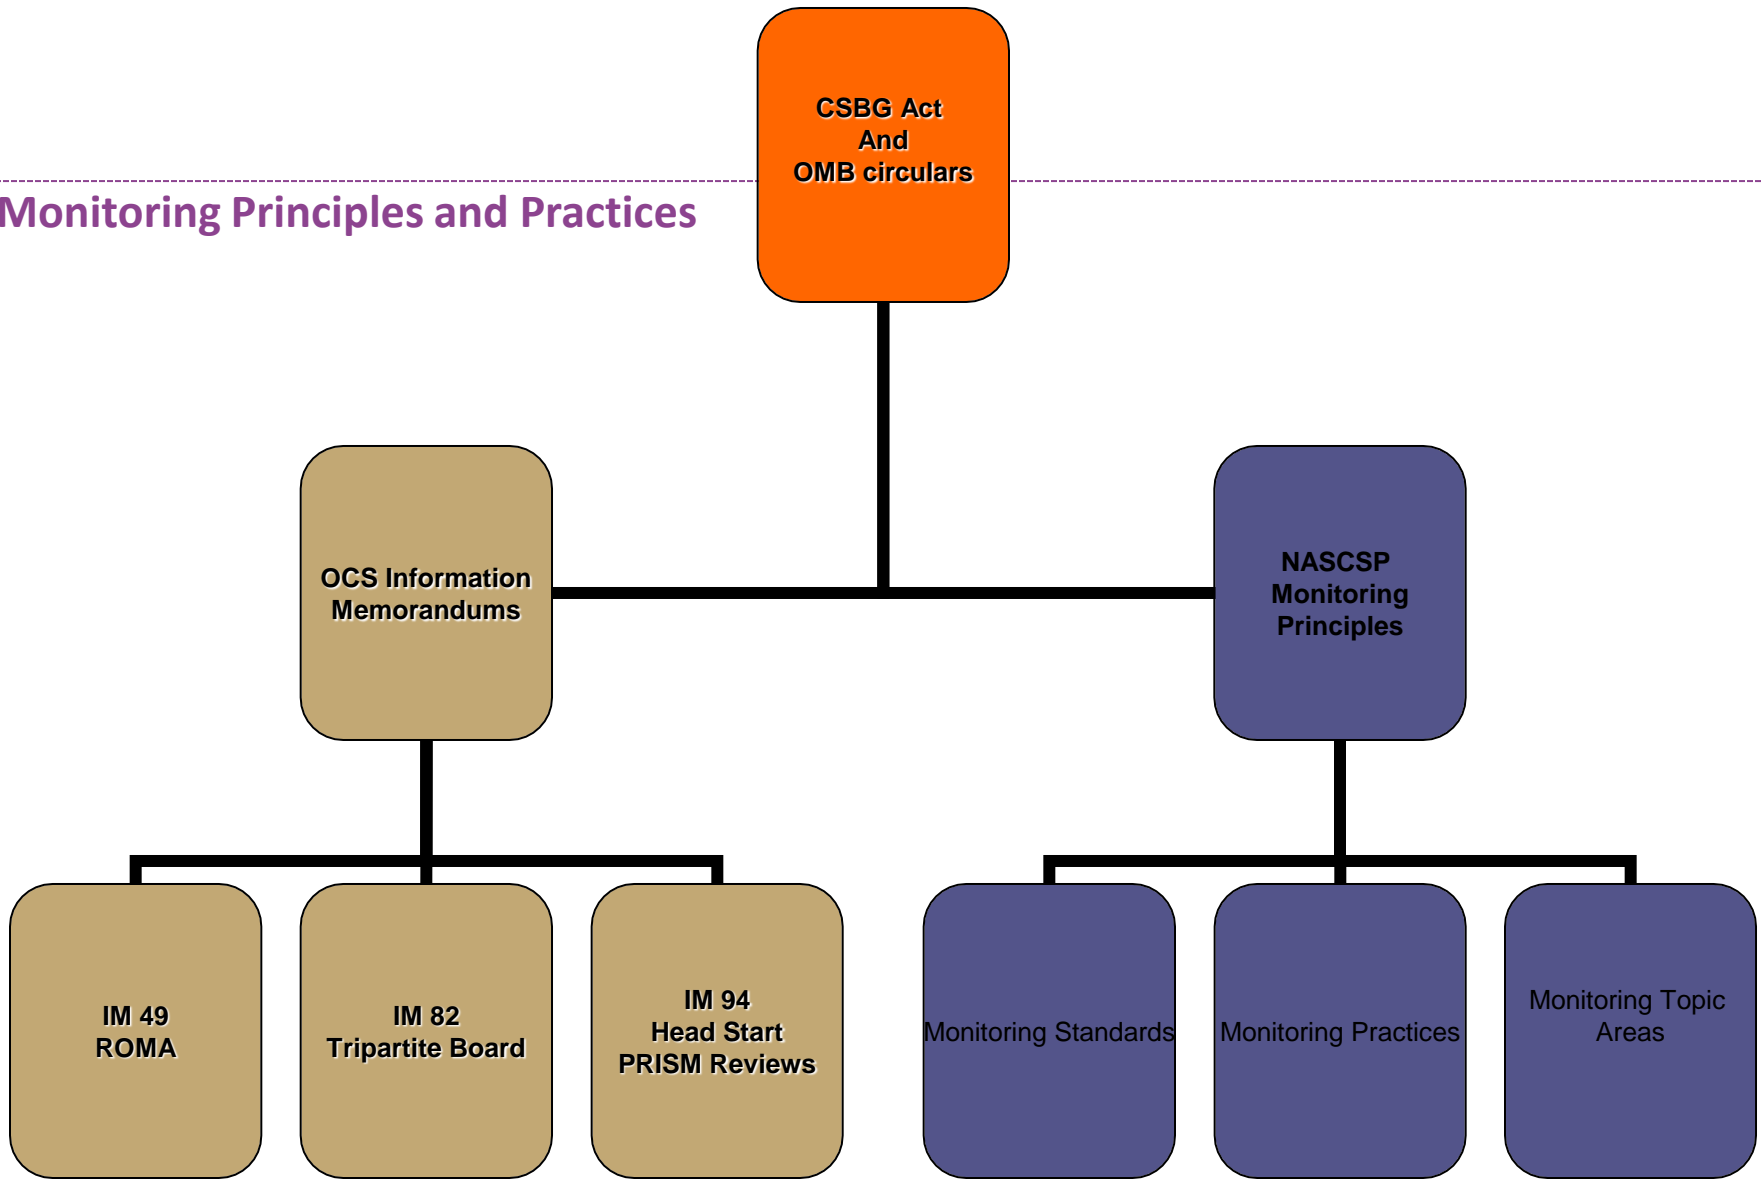 CSBG Act
And
OMB circulars
Monitoring Principles and Practices
OCS Information
Memorandums
NASCSP
Monitoring
Principles
IM 49
ROMA
IM 82
Tripartite Board
IM 94
Head Start
PRISM Reviews
Monitoring Standards
Monitoring Practices
Monitoring Topic
Areas